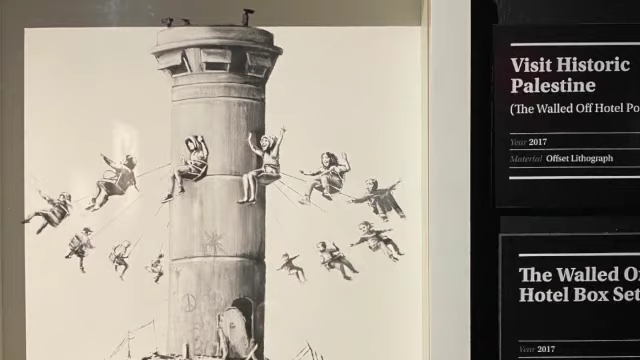 Visit Historic
Palestine
(The Walled Off Hotel Po
Year 2017
Material Offset Lithograph
The Walled O
Hotel Box Set
Year 2017